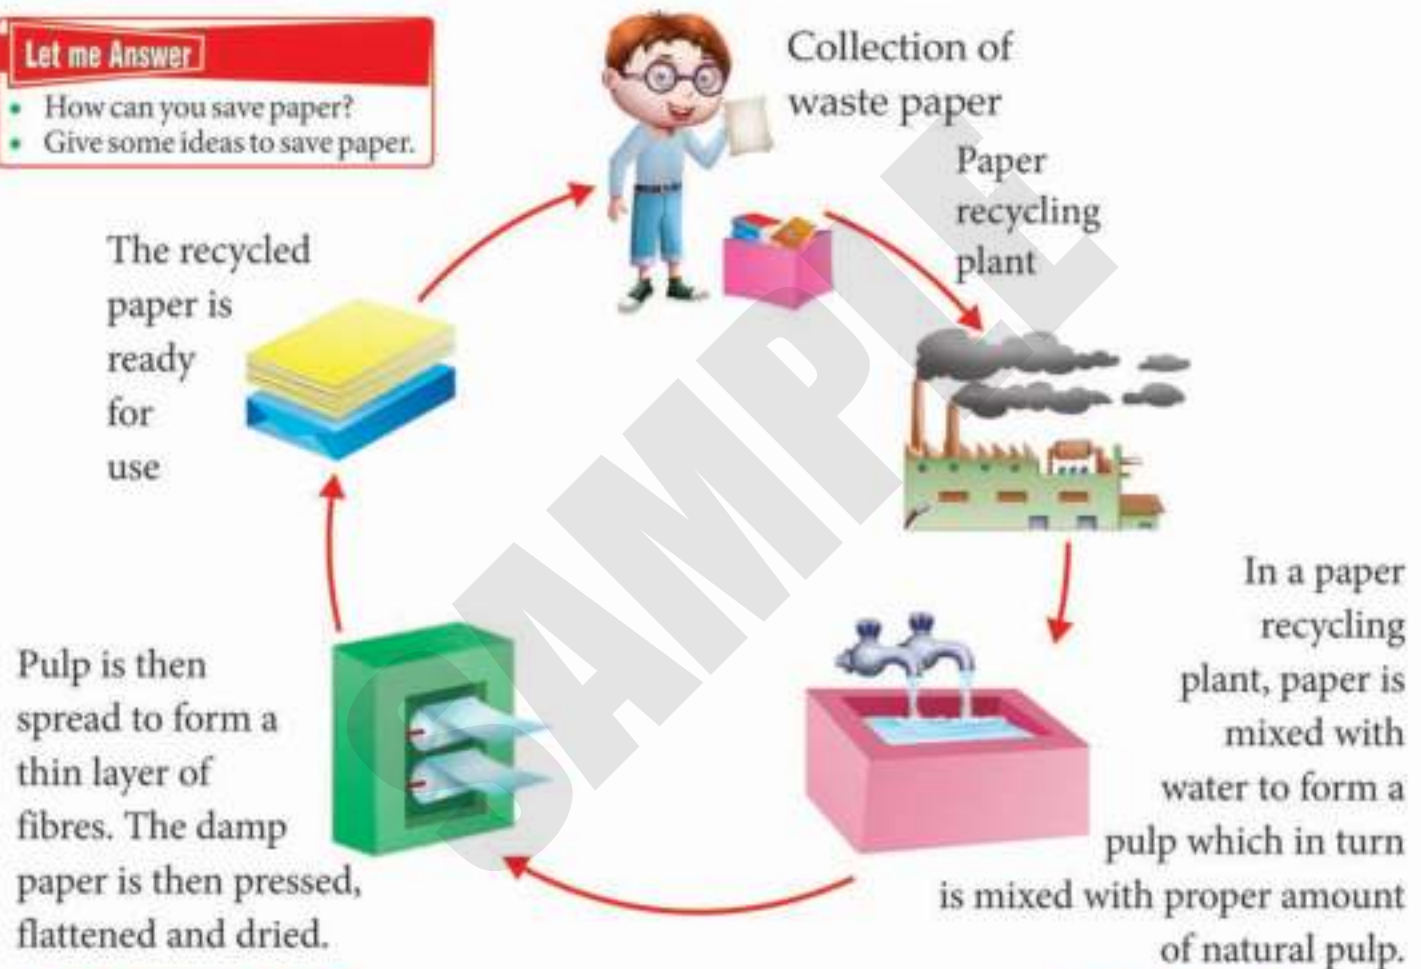 Let me Answer
• How can you save paper?
• Give some ideas to save paper.
Collection of
waste paper
Paper
recycling
plant
In a paper
recycling
plant, paper is
mixed with
water to form a
pulp which in turn
is mixed with proper amount
of natural pulp.
Pulp is then
spread to form a
thin layer of
fibres. The damp
paper is then pressed,
flattened and dried.
The recycled
paper is
ready
for
use
SAMPLE